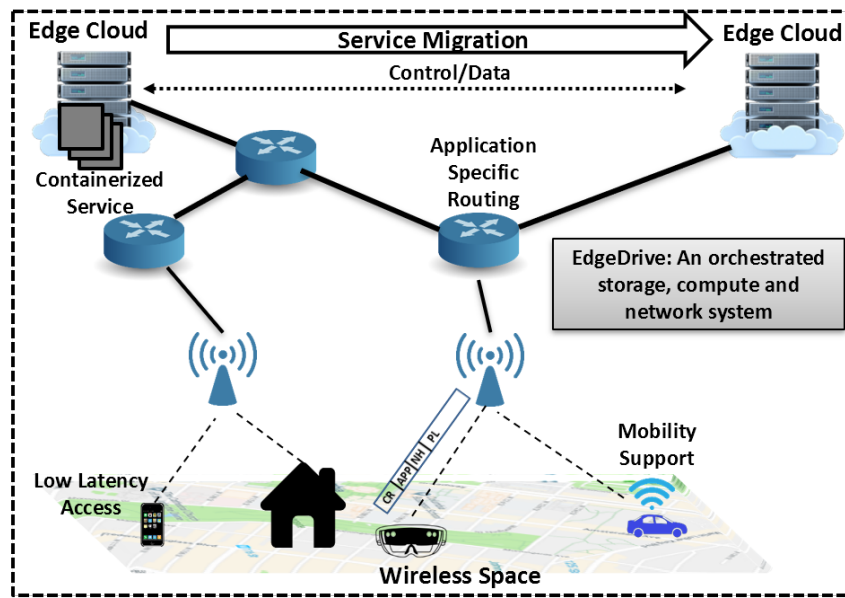 Edge Cloud
Service Migration
Edge Cloud
Control/Data
Containerized
Service
Application
Specific
Routing
EdgeDrive: An orchestrated
storage, compute and
network system
CR APP NH PL
Mobility
Support
Low Latency
Access
Wireless Space